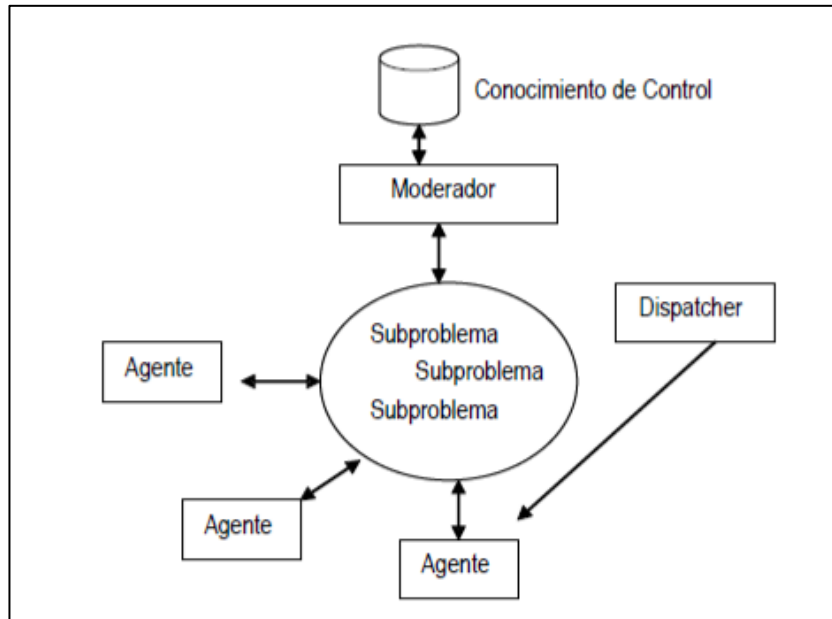 Conocimiento de Control
Moderador
Dispatcher
Subproblema
Subproblema
Subproblema
Agente
Agente
Agente